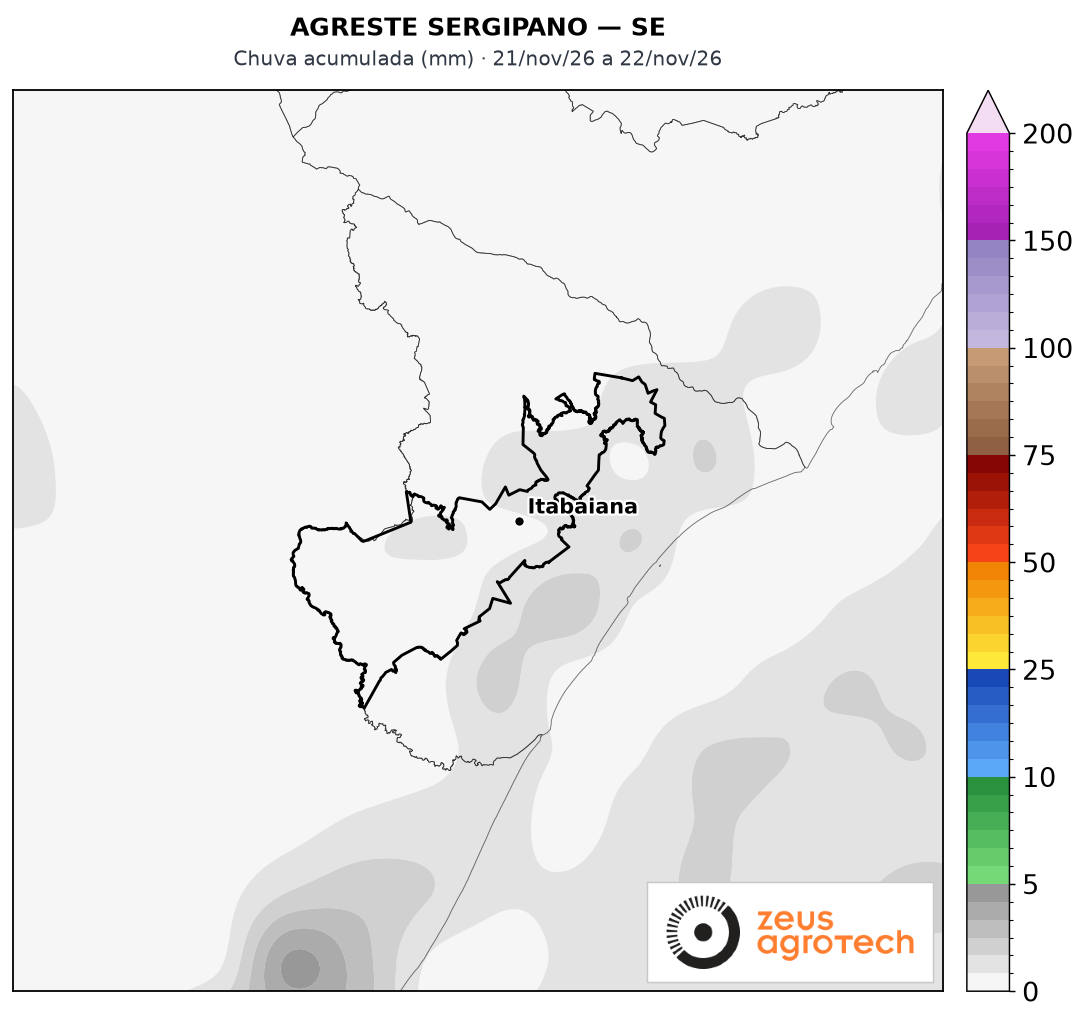 AGRESTE SERGIPANO — SE
Chuva acumulada (mm) · 21/nov/26 a 22/nov/26
200
150
100
75
50
25
10
5
0
Itabaiana
zeus
agrotech